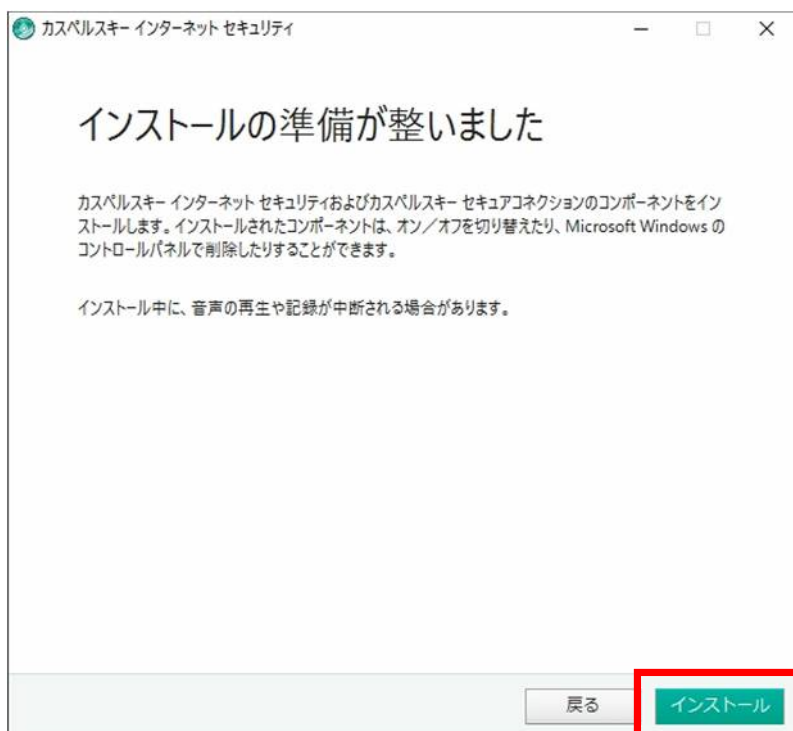 カスペルスキー インターネット セキュリティ
インストールの準備が整いました
カスペルスキー インターネット セキュリティおよびカスペルスキー セキュアコネクションのコンポーネントをイン
ストールします。インストールされたコンポーネントは、オン／オフを切り替えたり、Microsoft Windows の
コントロールパネルで削除したりすることができます。
インストール中に、音声の再生や記録が中断される場合があります。
戻る
インストール